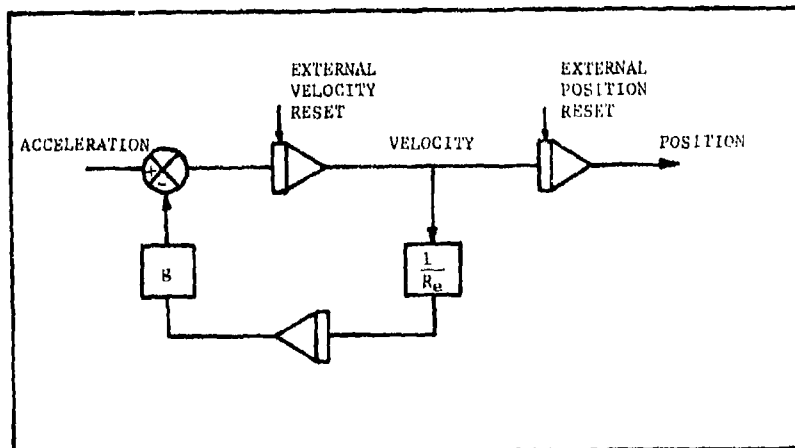 EXTERNAL
VELOCITY
RESET
EXTERNAL
POSITION
RESET
ACCELERATION
VELOCITY
POSITION
+
-
g
1
Re